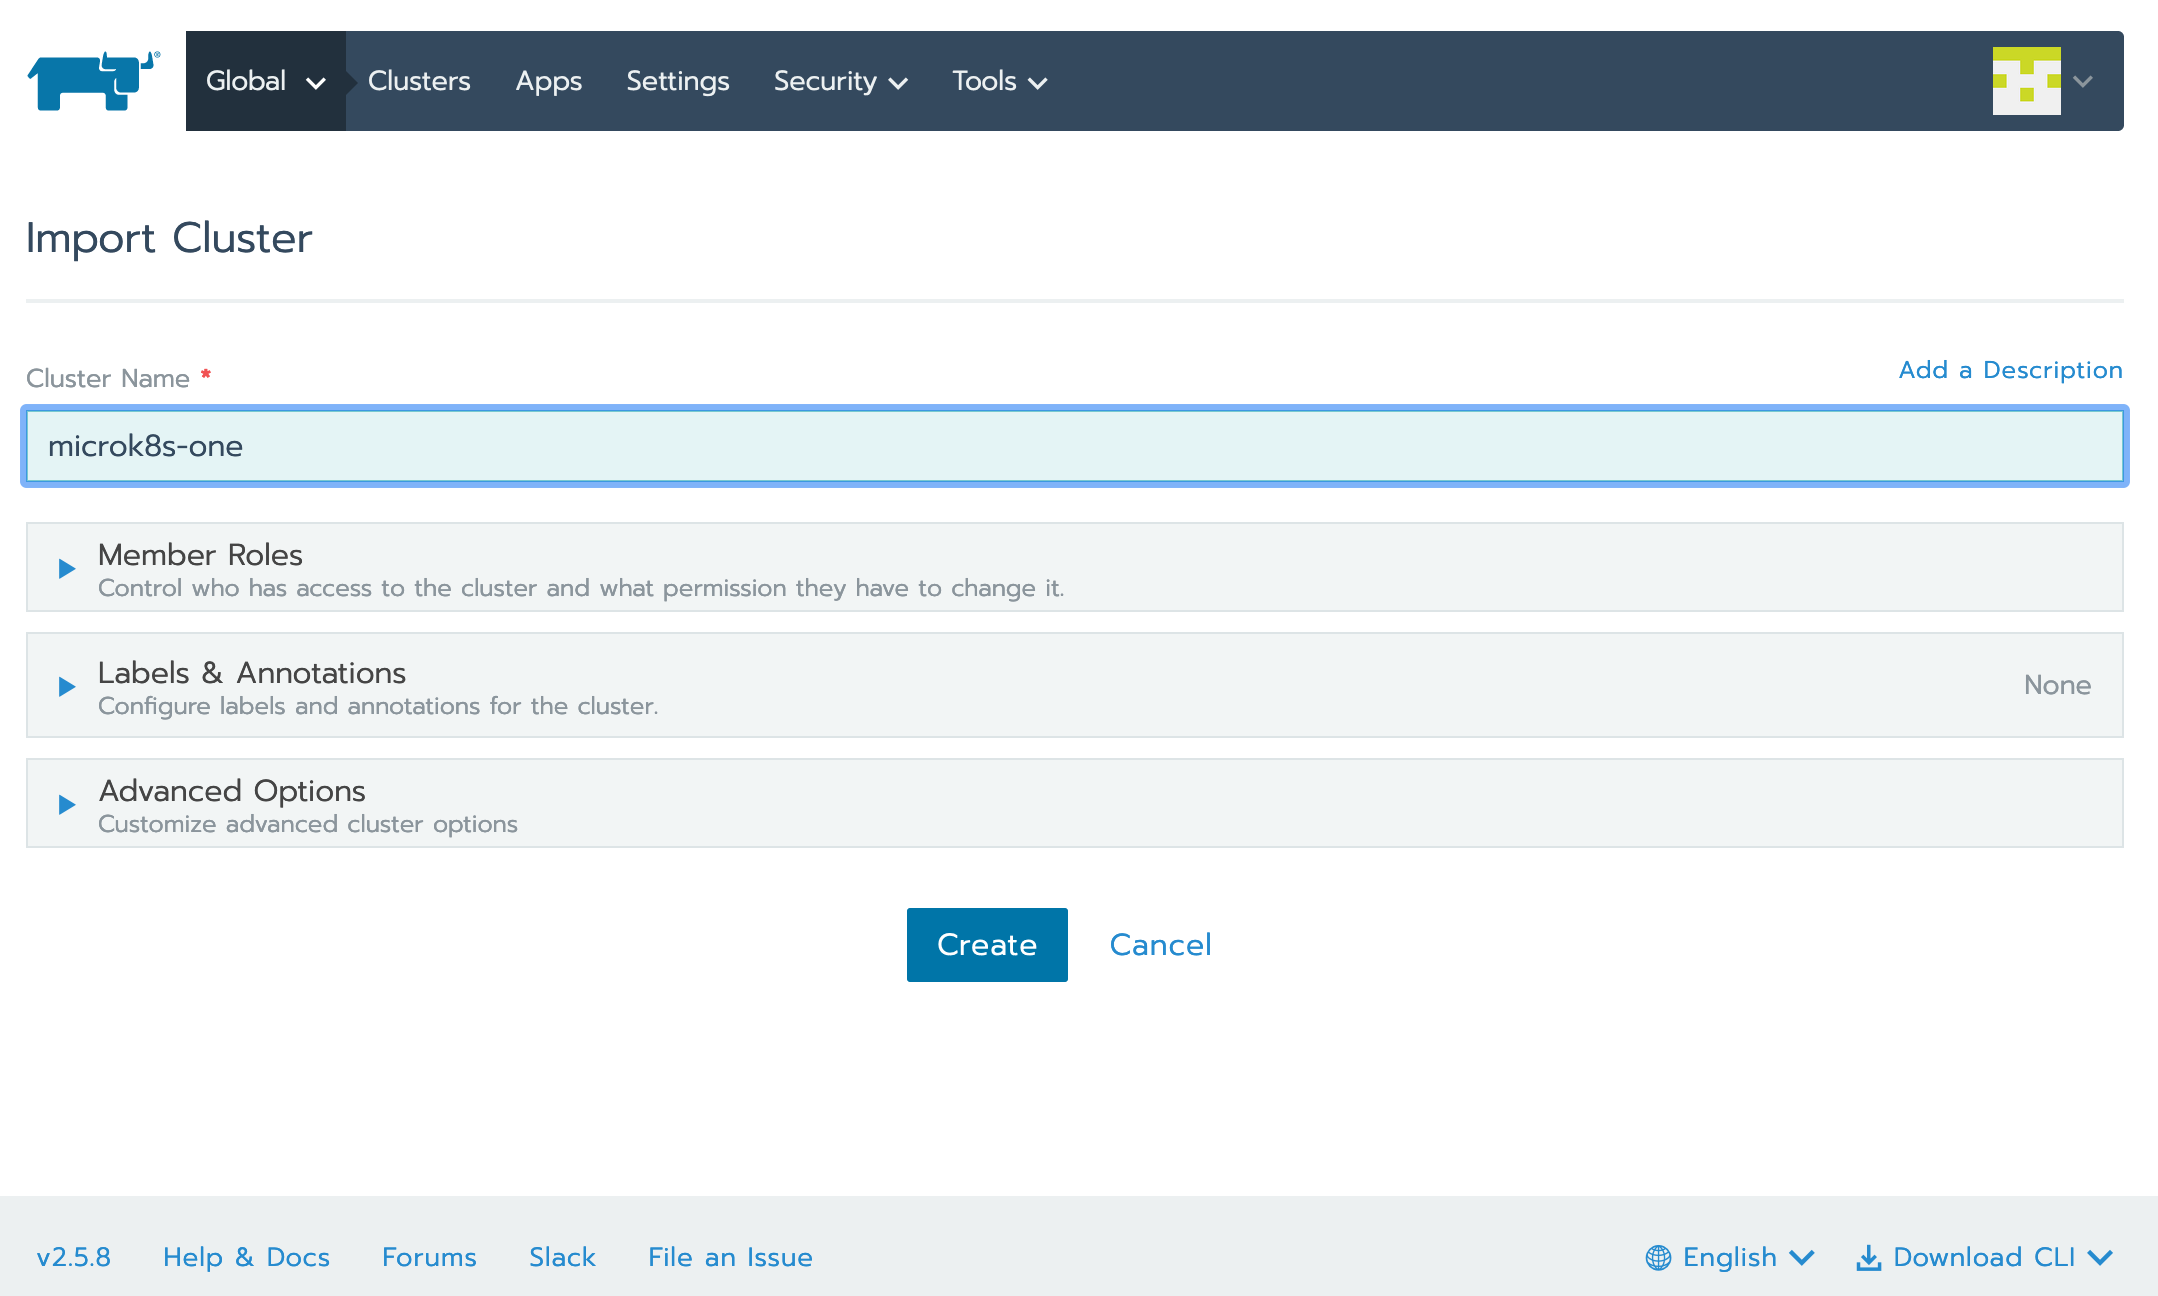 Global Clusters Apps Settings Security Tools
Import Cluster
Cluster Name *
Add a Description
microk8s-one
Member Roles
Control who has access to the cluster and what permission they have to change it.
Labels & Annotations
Configure labels and annotations for the cluster.
None
Advanced Options
Customize advanced cluster options
Create Cancel
v2.5.8 Help & Docs Forums Slack File an Issue English Download CLI